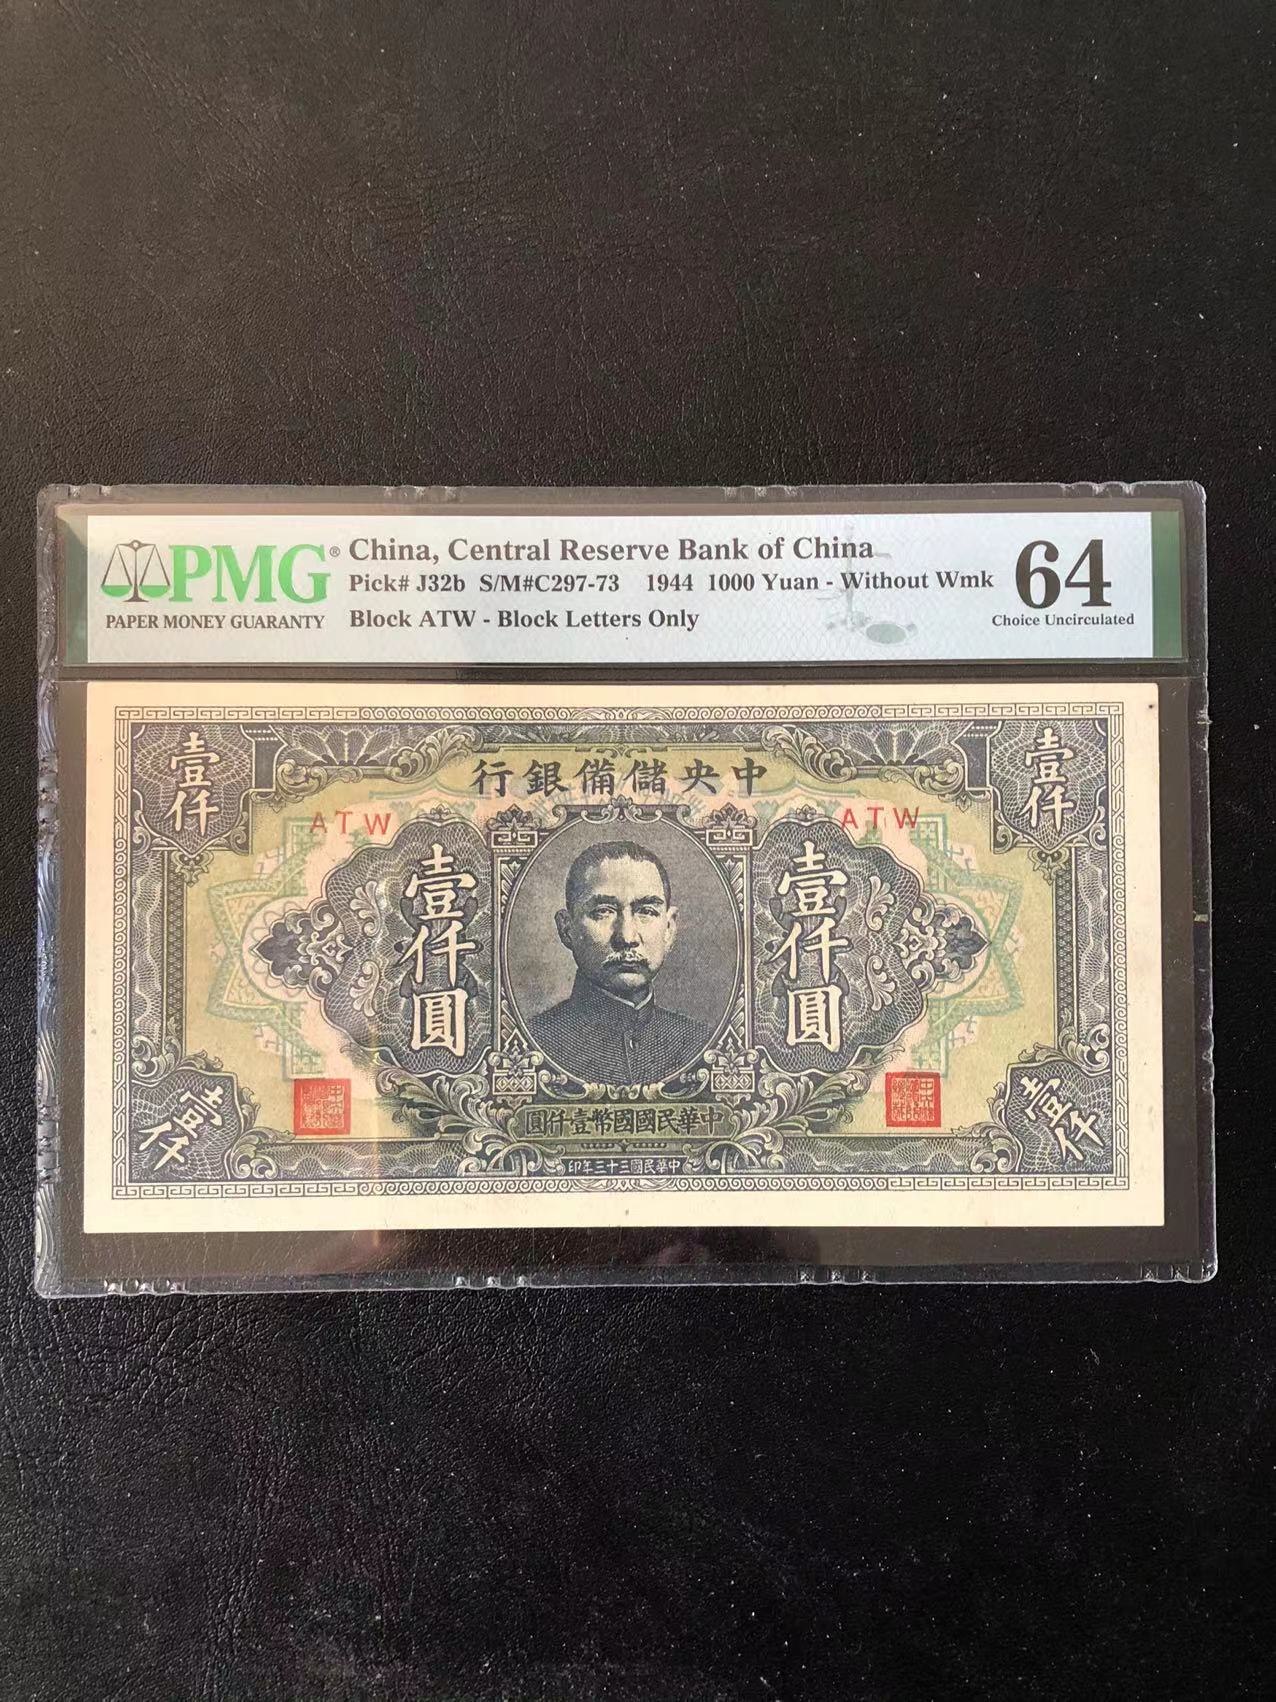 PMG® China, Central Reserve Bank of China 64
Pick# J32b S/M#C297-73 1944 1000 Yuan - Without Wmk
PAPER MONEY GUARANTY Block ATW - Block Letters Only Choice Uncirculated
壹仟
壹仟
行銀備儲央中
ATW
ATW
壹仟圓
壹仟圓
圓仟壹幣國國民華中
印年三十三國民華中
壹仟
壹仟